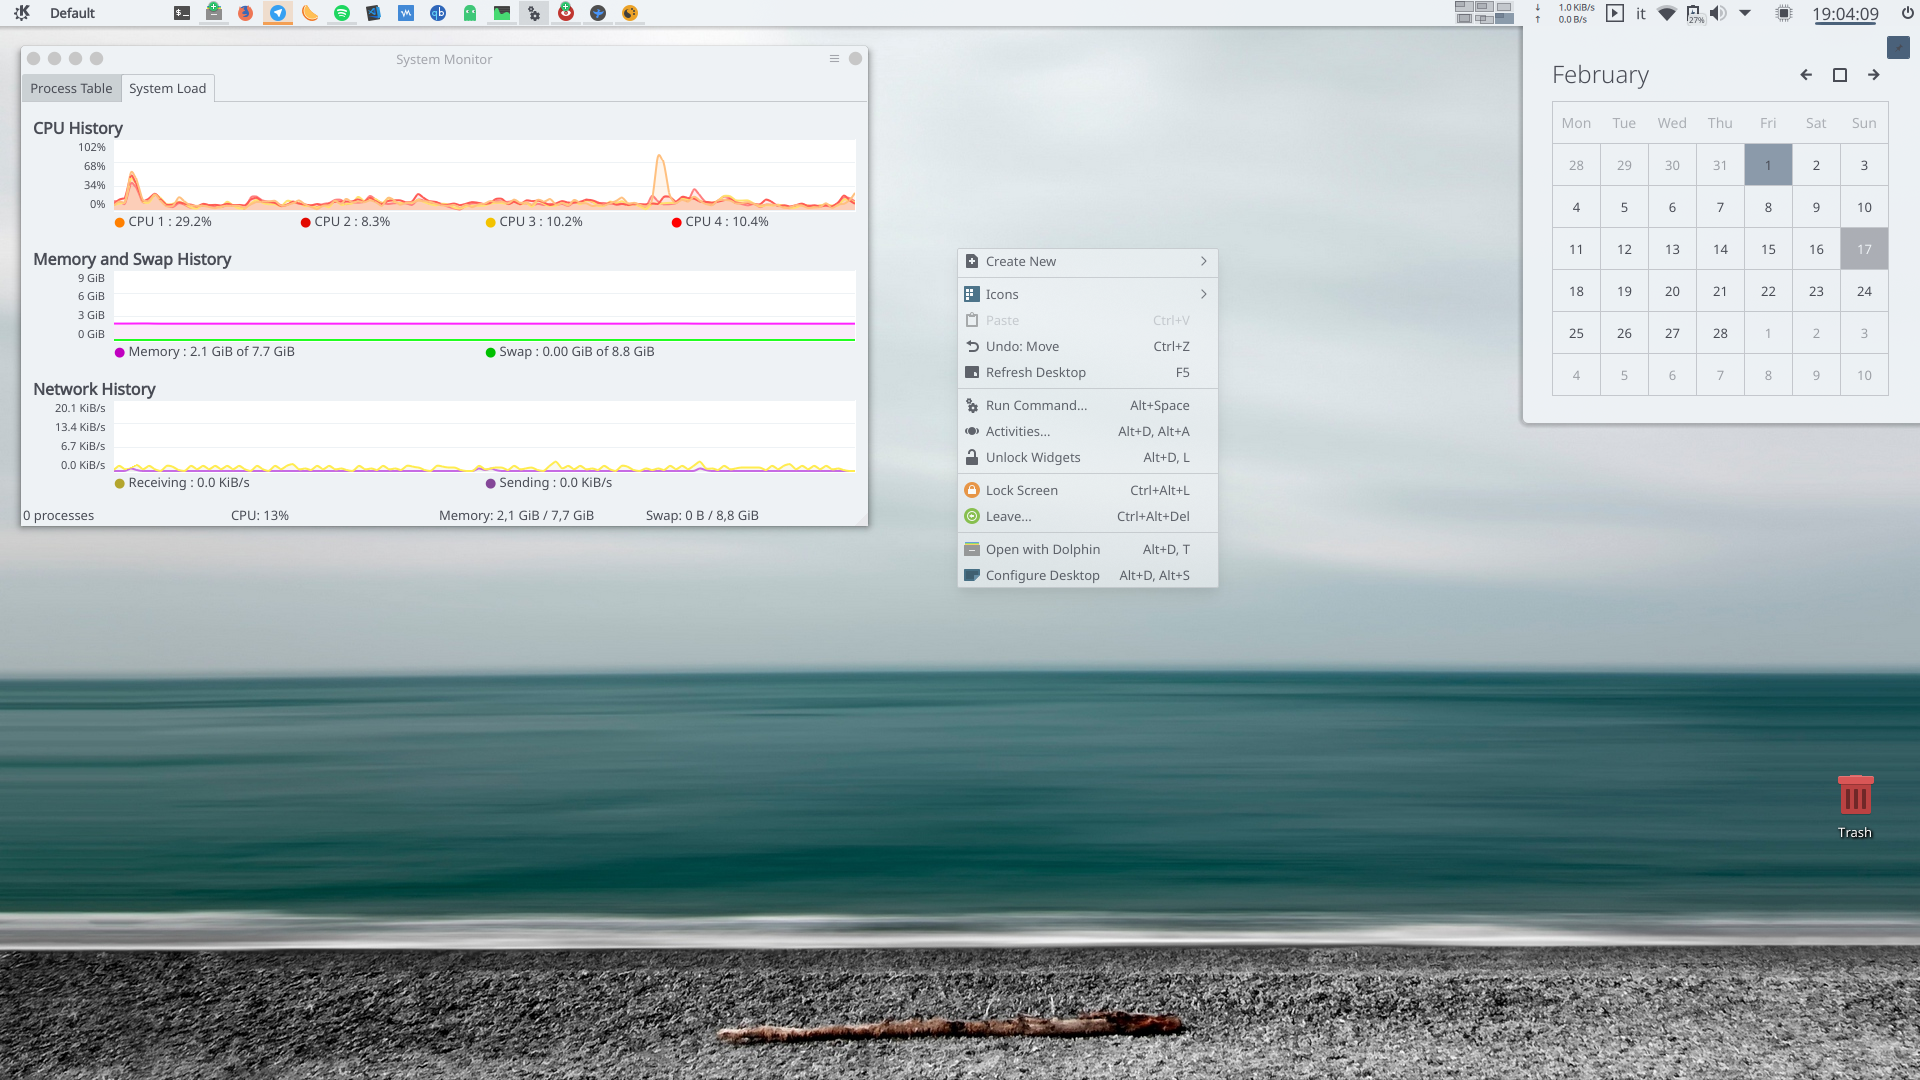 Default
1.0 KiB/s
0.0 B/s
it
27%
19:04:09
System Monitor
Process Table
System Load
CPU History
102%
68%
34%
0%
CPU 1 : 29.2%
CPU 2 : 8.3%
CPU 3 : 10.2%
CPU 4 : 10.4%
Memory and Swap History
9 GiB
6 GiB
3 GiB
0 GiB
Memory : 2.1 GiB of 7.7 GiB
Swap : 0.00 GiB of 8.8 GiB
Network History
20.1 KiB/s
13.4 KiB/s
6.7 KiB/s
0.0 KiB/s
Receiving : 0.0 KiB/s
Sending : 0.0 KiB/s
0 processes
CPU: 13%
Memory: 2,1 GiB / 7,7 GiB
Swap: 0 B / 8,8 GiB
Create New
Icons
Paste Ctrl+V
Undo: Move Ctrl+Z
Refresh Desktop F5
Run Command... Alt+Space
Activities... Alt+D, Alt+A
Unlock Widgets Alt+D, L
Lock Screen Ctrl+Alt+L
Leave... Ctrl+Alt+Del
Open with Dolphin Alt+D, T
Configure Desktop Alt+D, Alt+S
February
Mon Tue Wed Thu Fri Sat Sun
28 29 30 31 1 2 3
4 5 6 7 8 9 10
11 12 13 14 15 16 17
18 19 20 21 22 23 24
25 26 27 28 1 2 3
4 5 6 7 8 9 10
Trash